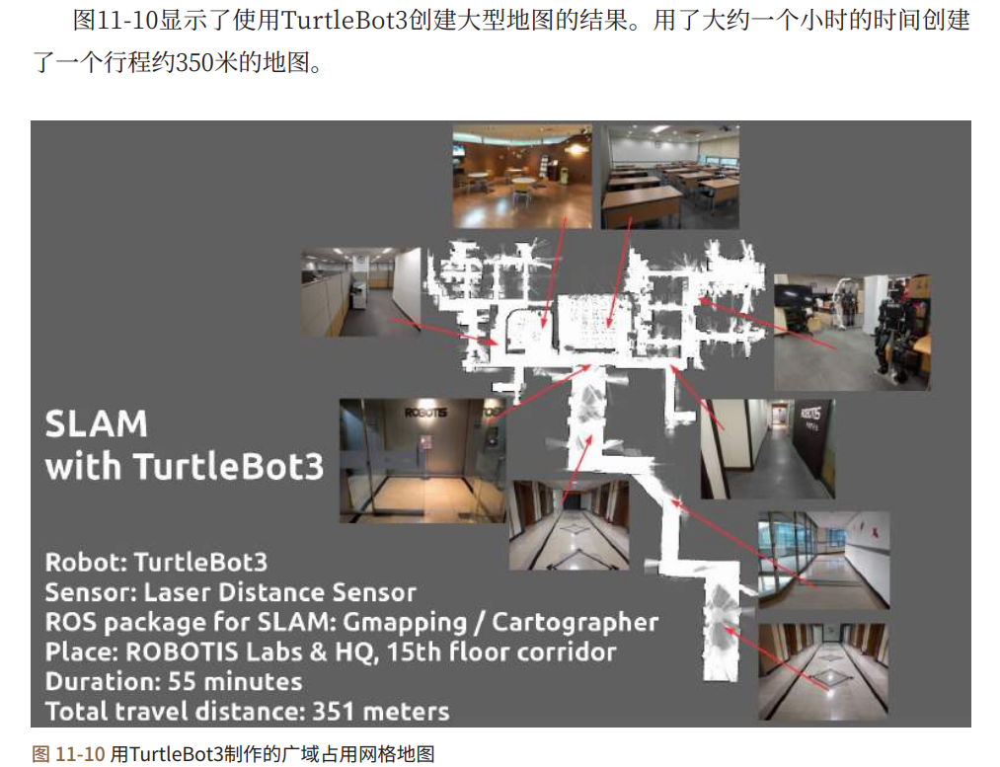 图11-10显示了使用TurtleBot3创建大型地图的结果。用了大约一个小时的时间创建
了一个行程约350米的地图。
SLAM
with TurtleBot3
ROBOTIS
ROBOTIS
Robot: TurtleBot3
Sensor: Laser Distance Sensor
ROS package for SLAM: Gmapping / Cartographer
Place: ROBOTIS Labs & HQ, 15th floor corridor
Duration: 55 minutes
Total travel distance: 351 meters
图 11-10 用TurtleBot3制作的广域占用网格地图